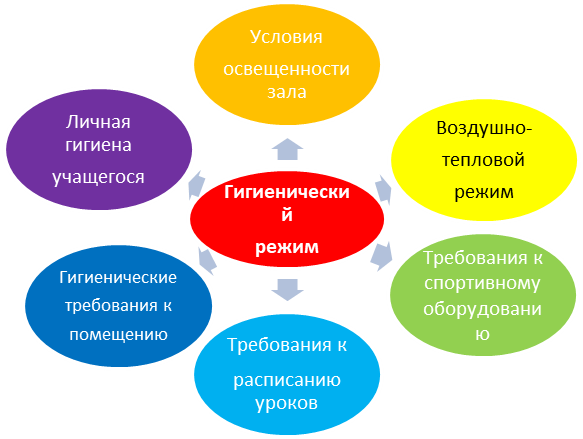 Условия
освещенности
зала
Личная
гигиена
учащегося
Воздушно-
тепловой
режим
Гигиенически
й
режим
Гигиенические
требования к
помещению
Требования к
спортивному
оборудовани
ю
Требования к
расписанию
уроков